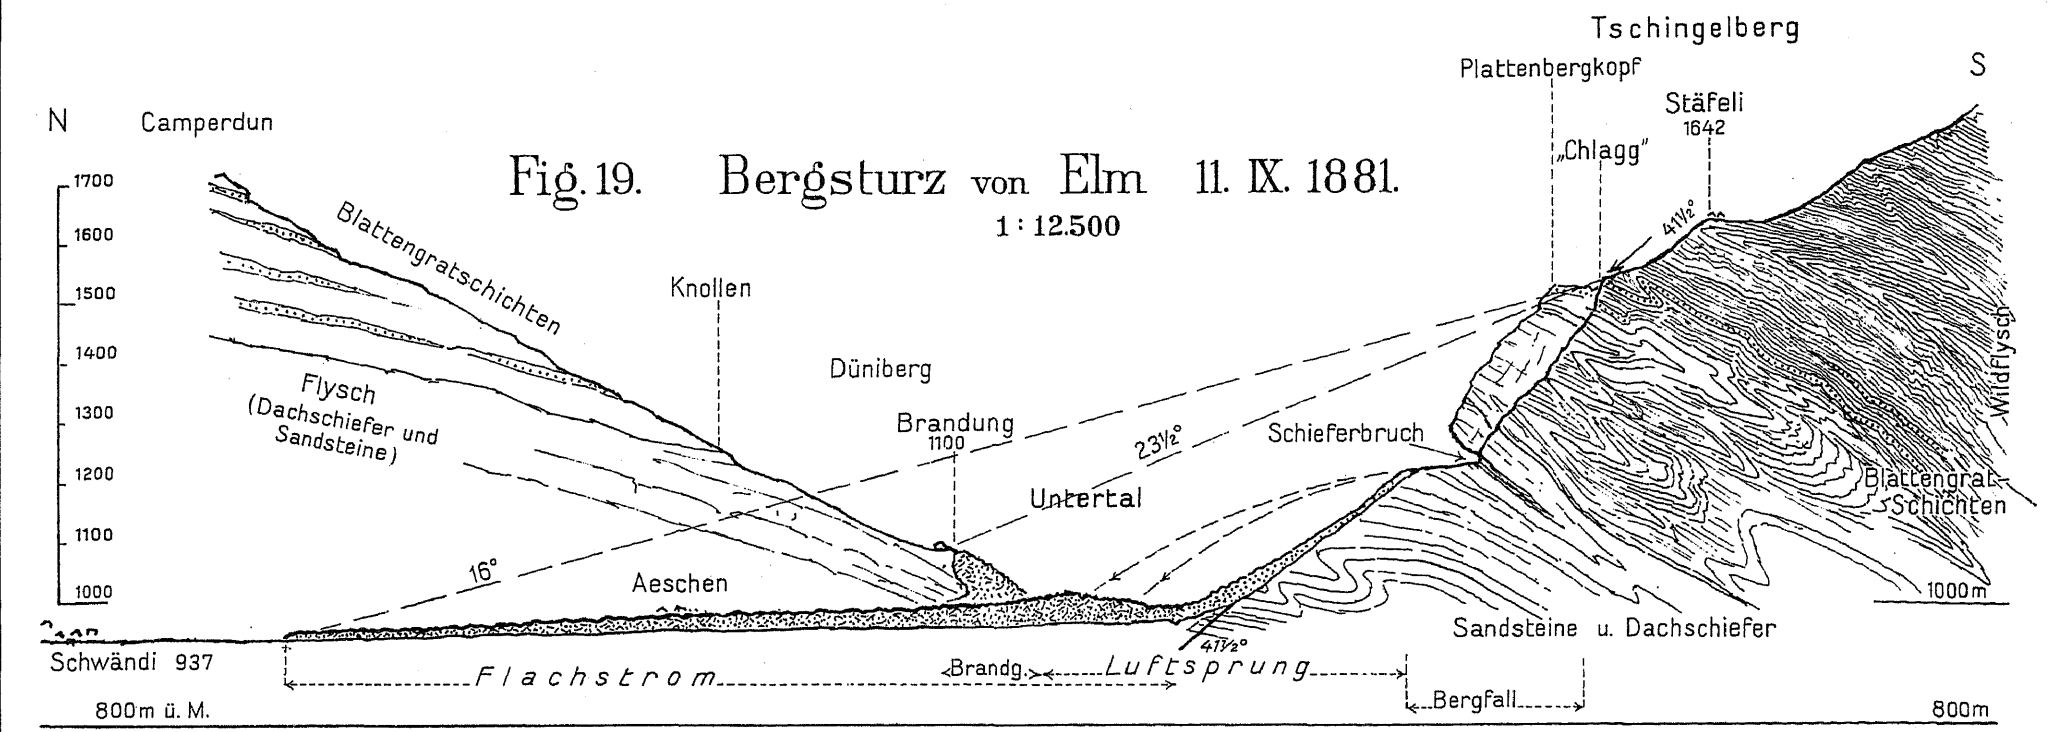 Tschingelberg
Plattenbergkopf
S
Stäfeli
1642
N
Camperdun
„Chlagg"
Fig. 19. Bergsturz von Elm 11. IX. 1881.
1 : 12.500
41½°
1700
1600
1500
1400
1300
1200
1100
1000
Blattengratschichten
Knollen
Flysch
(Dachschiefer und
Sandsteine)
Düniberg
Brandung
1100
23½°
Schieferbruch
Untertal
Wildflysch
Blattengrat-
Schichten
16°
Aeschen
1000m
Sandsteine u. Dachschiefer
41½°
Schwändi 937
Flachstrom
Brandg.
Luftsprung
Bergfall
800m ü. M.
800m